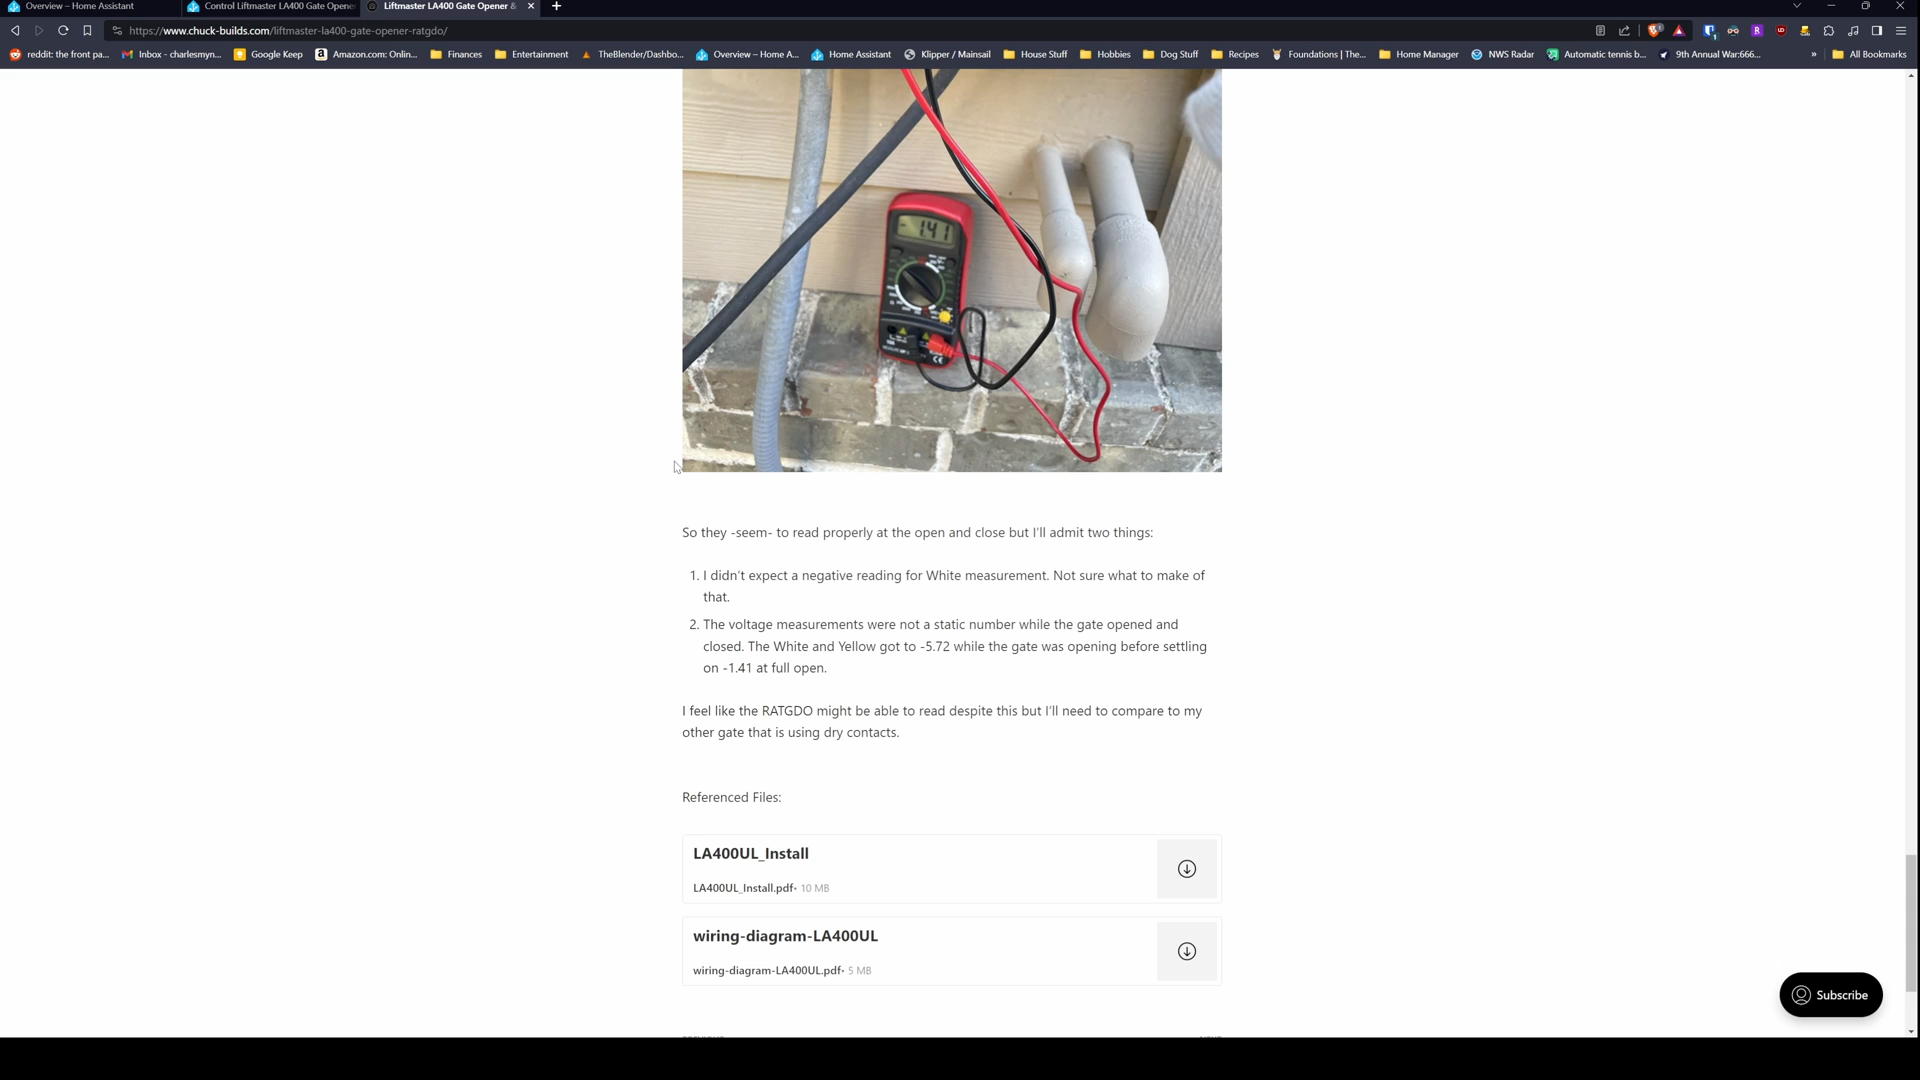 Overview – Home Assistant
Control Liftmaster LA400 Gate Opener
Liftmaster LA400 Gate Opener &
https://www.chuck-builds.com/liftmaster-la400-gate-opener-ratgdo/
reddit: the front pa...
Inbox - charlesmyn...
Google Keep
Amazon.com: Onlin...
Finances
Entertainment
TheBlender/Dashbo...
Overview – Home A...
Home Assistant
Klipper / Mainsail
House Stuff
Hobbies
Dog Stuff
Recipes
Foundations | The...
Home Manager
NWS Radar
Automatic tennis b...
9th Annual War:666...
»
All Bookmarks
-1.41
So they -seem- to read properly at the open and close but I'll admit two things:
1. I didn't expect a negative reading for White measurement. Not sure what to make of
that.
2. The voltage measurements were not a static number while the gate opened and
closed. The White and Yellow got to -5.72 while the gate was opening before settling
on -1.41 at full open.
I feel like the RATGDO might be able to read despite this but I'll need to compare to my
other gate that is using dry contacts.
Referenced Files:
LA400UL_Install
LA400UL_Install.pdf• 10 MB
wiring-diagram-LA400UL
wiring-diagram-LA400UL.pdf• 5 MB
Subscribe